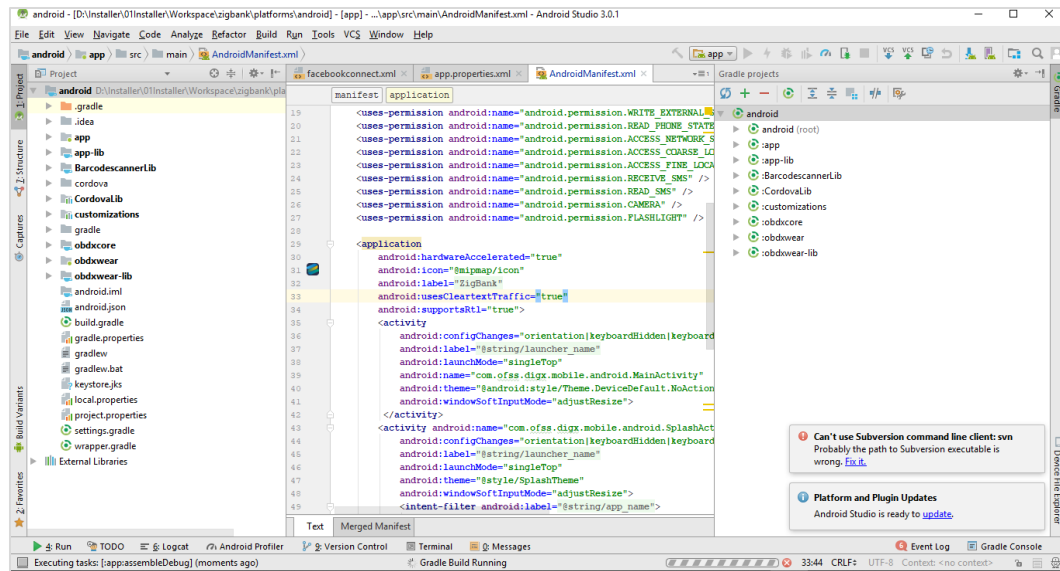 android - [D:\Installer\01Installer\Workspace\zigbank\platforms\android] - [app] - ...\app\src\main\AndroidManifest.xml - Android Studio 3.0.1
File Edit View Navigate Code Analyze Refactor Build Run Tools VCS Window Help
android app src main AndroidManifest.xml
app
VCS VCS
Project
facebookconnect.xml
app.properties.xml
AndroidManifest.xml
Gradle projects
1: Project
Z: Structure
Captures
Build Variants
2: Favorites
android D:\Installer\01Installer\Workspace\zigbank\pla
.gradle
.idea
app
app-lib
BarcodescannerLib
cordova
CordovaLib
customizations
gradle
obdxcore
obdxwear
obdxwear-lib
android.iml
android.json
build.gradle
gradle.properties
gradlew
gradlew.bat
keystore.jks
local.properties
project.properties
settings.gradle
wrapper.gradle
External Libraries
manifest application
19 <uses-permission android:name="android.permission.WRITE_EXTERNAL_S
20 <uses-permission android:name="android.permission.READ_PHONE_STATE
21 <uses-permission android:name="android.permission.ACCESS_NETWORK_S
22 <uses-permission android:name="android.permission.ACCESS_COARSE_LO
23 <uses-permission android:name="android.permission.ACCESS_FINE_LOCA
24 <uses-permission android:name="android.permission.RECEIVE_SMS" />
25 <uses-permission android:name="android.permission.READ_SMS" />
26 <uses-permission android:name="android.permission.CAMERA" />
27 <uses-permission android:name="android.permission.FLASHLIGHT" />
28
29 <application
30 android:hardwareAccelerated="true"
31 android:icon="@mipmap/icon"
32 android:label="ZigBank"
33 android:usesCleartextTraffic="true"
34 android:supportsRtl="true">
35 <activity
36 android:configChanges="orientation|keyboardHidden|keyboard
37 android:label="@string/launcher_name"
38 android:launchMode="singleTop"
39 android:name="com.ofss.digx.mobile.android.MainActivity"
40 android:theme="@android:style/Theme.DeviceDefault.NoAction
41 android:windowSoftInputMode="adjustResize">
42 </activity>
43 <activity android:name="com.ofss.digx.mobile.android.SplashAct
44 android:configChanges="orientation|keyboardHidden|keyboard
45 android:label="@string/launcher_name"
46 android:launchMode="singleTop"
47 android:theme="@style/SplashTheme"
48 android:windowSoftInputMode="adjustResize">
49 <intent-filter android:label="@string/app_name">
Text Merged Manifest
android
android (root)
:app
:app-lib
:BarcodescannerLib
:CordovaLib
:customizations
:obdxcore
:obdxwear
:obdxwear-lib
Gradle
Device File Explorer
Can't use Subversion command line client: svn
Probably the path to Subversion executable is
wrong. Fix it.
Platform and Plugin Updates
Android Studio is ready to update.
4: Run TODO 6: Logcat Android Profiler 9: Version Control Terminal 0: Messages Event Log Gradle Console
Executing tasks: [:app:assembleDebug] (moments ago) Gradle Build Running 33:44 CRLF÷ UTF-8 Context: <no context>